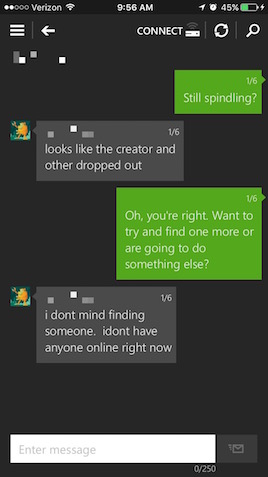 Verizon 9:56 AM 45%
CONNECT
1/6
Still spindling?
1/6
looks like the creator and
other dropped out
1/6
Oh, you're right. Want to
try and find one more or
are going to do
something else?
1/6
i dont mind finding
someone.  idont have
anyone online right now
Enter message
0/250